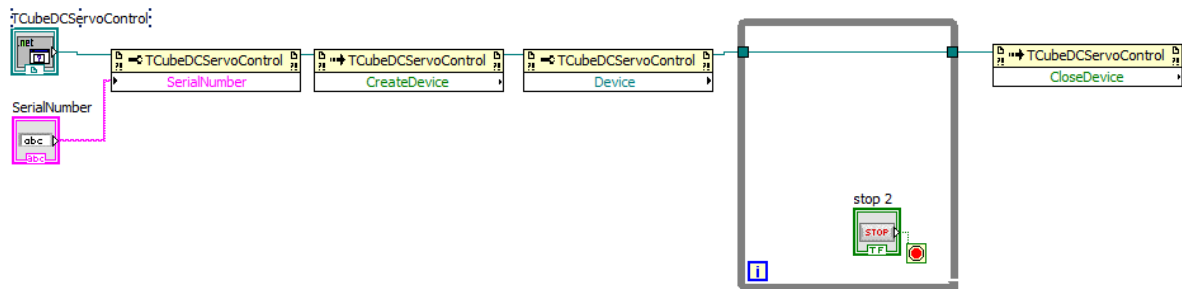 TCubeDCServoControl
.net
TCubeDCServoControl
SerialNumber
TCubeDCServoControl
CreateDevice
TCubeDCServoControl
Device
TCubeDCServoControl
CloseDevice
SerialNumber
abc
abc
stop 2
STOP
TF
i